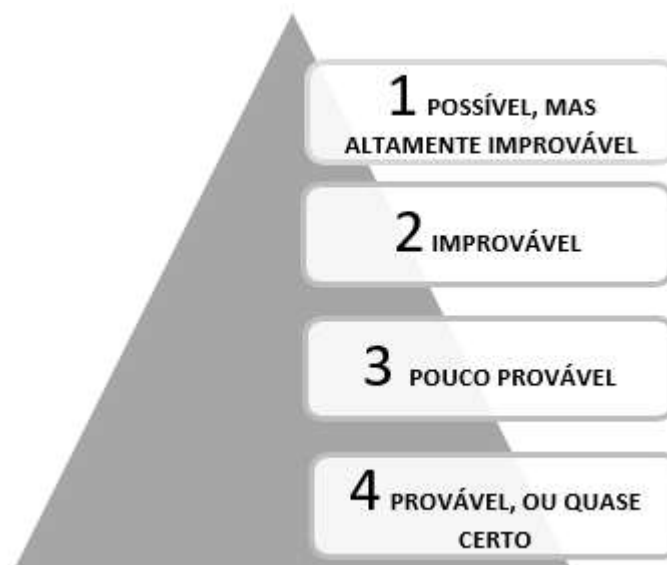 1 POSSÍVEL, MAS
ALTAMENTE IMPROVÁVEL
2 IMPROVÁVEL
3 POUCO PROVÁVEL
4 PROVÁVEL, OU QUASE
CERTO